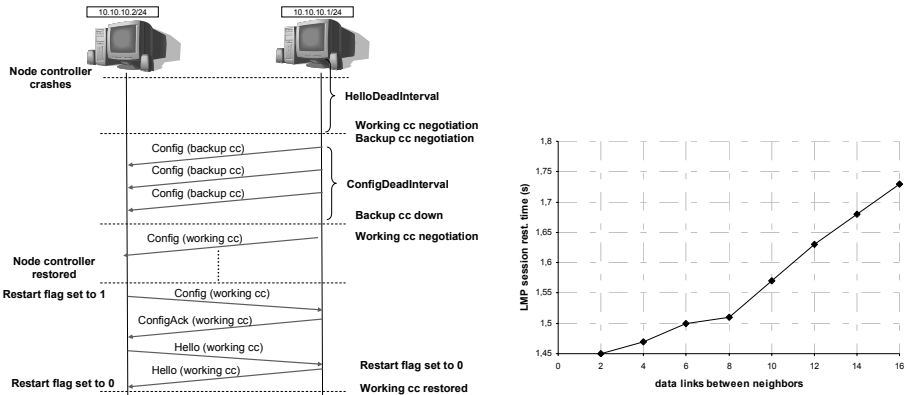 10.10.10.2/24
10.10.10.1/24
Node controller
crashes
HelloDeadInterval
Working cc negotiation
Backup cc negotiation
Config (backup cc)
Config (backup cc)
Config (backup cc)
ConfigDeadInterval
Backup cc down
Config (working cc)
Working cc negotiation
Node controller
restored
Restart flag set to 1
Config (working cc)
ConfigAck (working cc)
Hello (working cc)
Hello (working cc)
Restart flag set to 0
Restart flag set to 0
Working cc restored
LMP session rest. time (s)
1,8
1,75
1,7
1,65
1,6
1,55
1,5
1,45
0 2 4 6 8 10 12 14 16
data links between neighbors